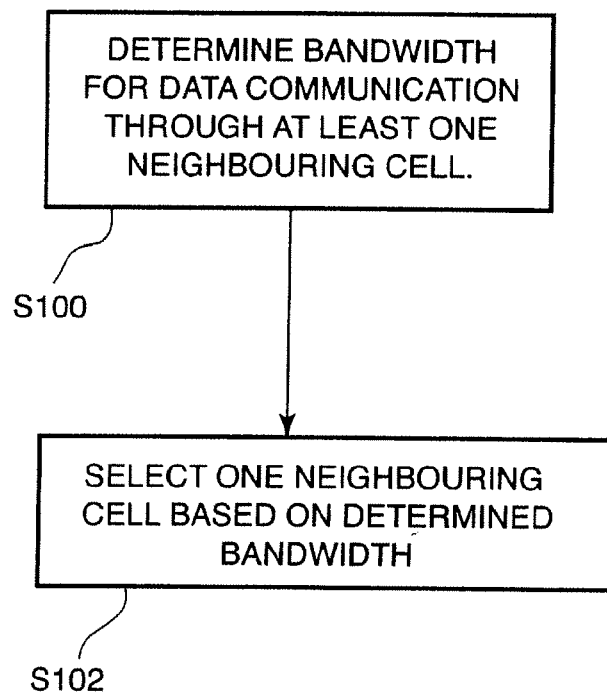 DETERMINE BANDWIDTH
FOR DATA COMMUNICATION
THROUGH AT LEAST ONE
NEIGHBOURING CELL.
S100
SELECT ONE NEIGHBOURING
CELL BASED ON DETERMINED
BANDWIDTH
S102